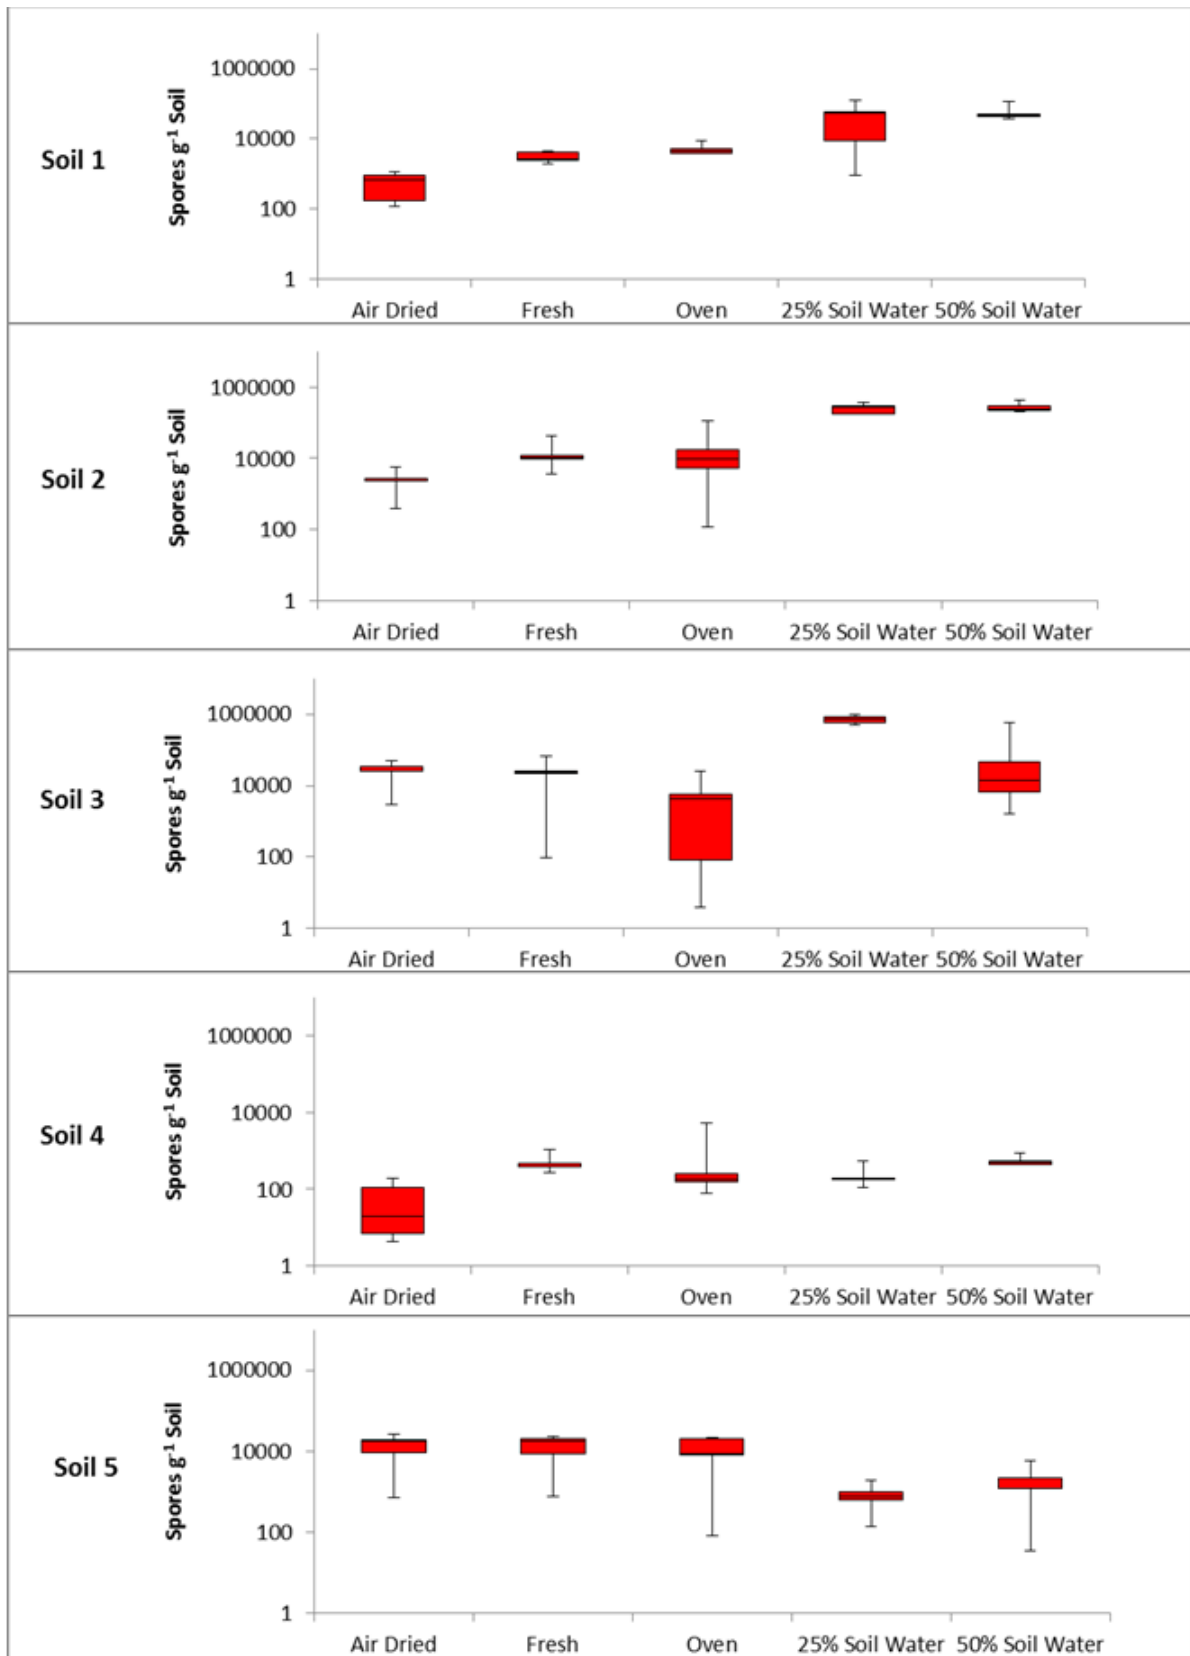 Soil 1
Spores g⁻¹ Soil
1000000
10000
100
1
Air Dried Fresh Oven 25% Soil Water 50% Soil Water
Soil 2
Spores g⁻¹ Soil
1000000
10000
100
1
Air Dried Fresh Oven 25% Soil Water 50% Soil Water
Soil 3
Spores g⁻¹ Soil
1000000
10000
100
1
Air Dried Fresh Oven 25% Soil Water 50% Soil Water
Soil 4
Spores g⁻¹ Soil
1000000
10000
100
1
Air Dried Fresh Oven 25% Soil Water 50% Soil Water
Soil 5
Spores g⁻¹ Soil
1000000
10000
100
1
Air Dried Fresh Oven 25% Soil Water 50% Soil Water